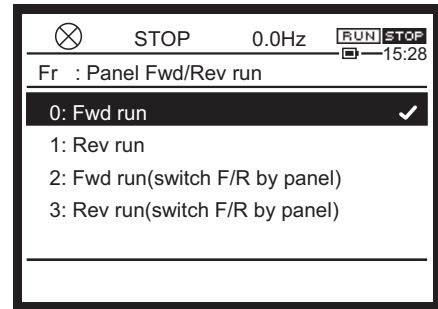 STOP 0.0Hz RUN STOP
15:28
Fr : Panel Fwd/Rev run
0: Fwd run
1: Rev run
2: Fwd run(switch F/R by panel)
3: Rev run(switch F/R by panel)